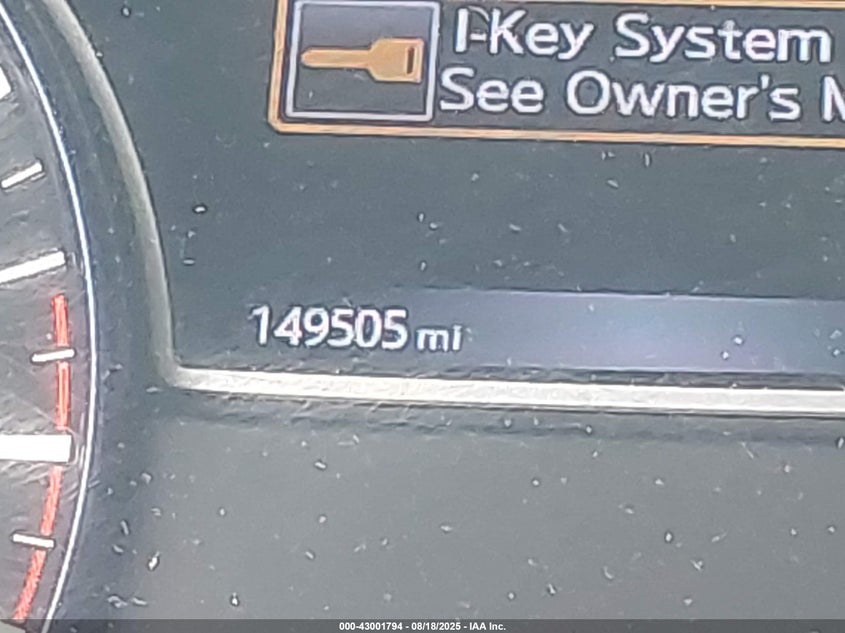 I-Key System
See Owner's M
149505 mi
000-43001794 - 08/18/2025 - IAA Inc.